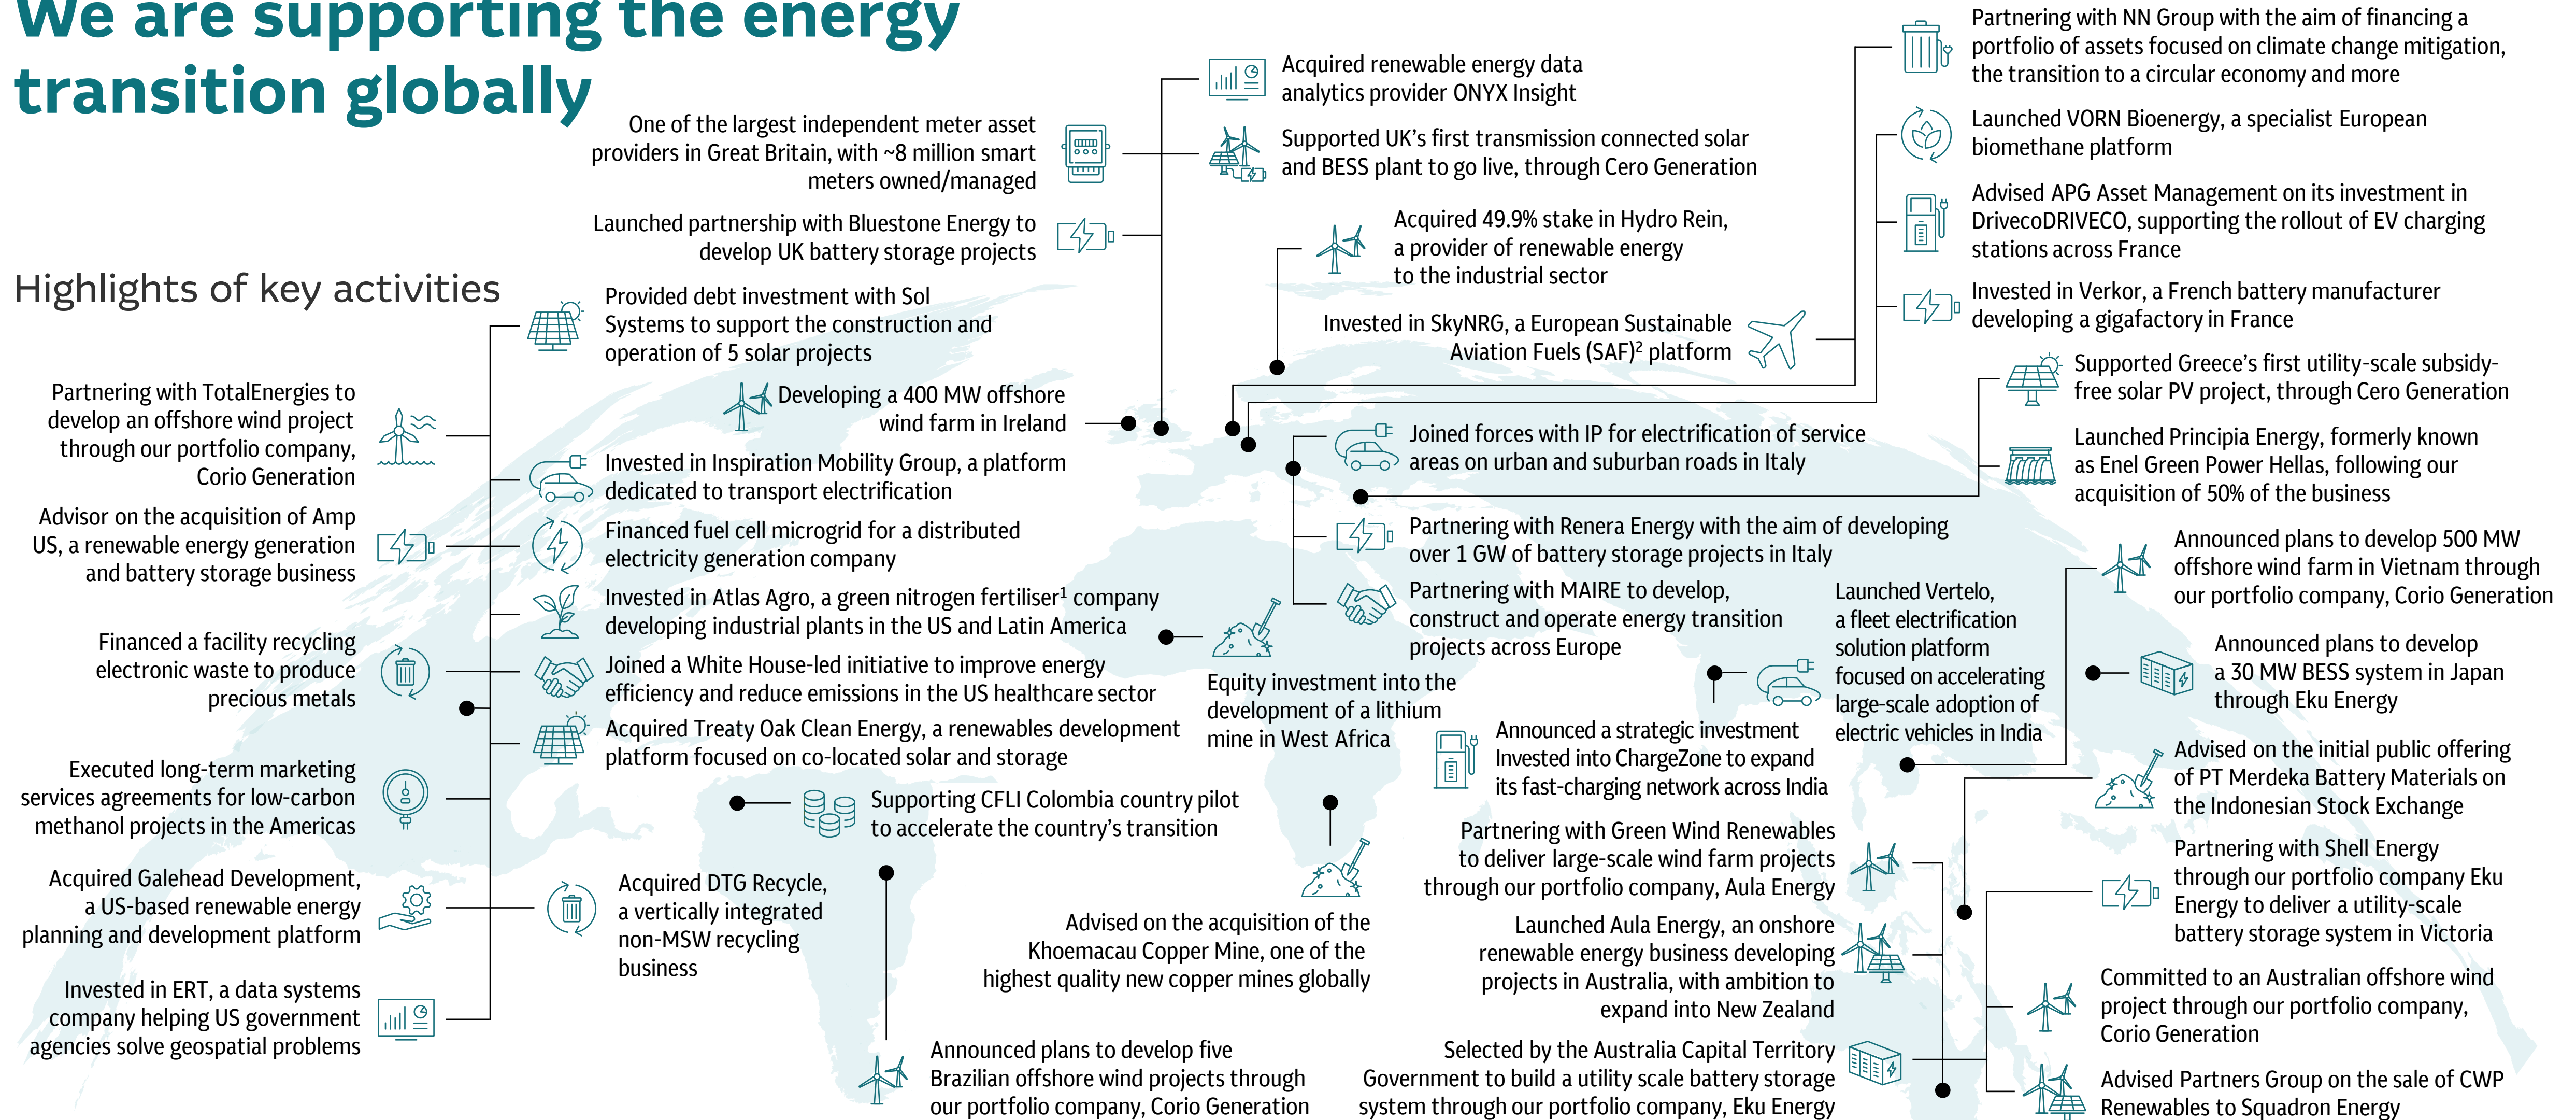 We are supporting the energy
transition globally
Highlights of key activities
One of the largest independent meter asset
providers in Great Britain, with ~8 million smart
meters owned/managed
Launched partnership with Bluestone Energy to
develop UK battery storage projects
Acquired renewable energy data
analytics provider ONYX Insight
Supported UK's first transmission connected solar
and BESS plant to go live, through Cero Generation
Acquired 49.9% stake in Hydro Rein,
a provider of renewable energy
to the industrial sector
Invested in SkyNRG, a European Sustainable
Aviation Fuels (SAF)² platform
Partnering with NN Group with the aim of financing a
portfolio of assets focused on climate change mitigation,
the transition to a circular economy and more
Launched VORN Bioenergy, a specialist European
biomethane platform
Advised APG Asset Management on its investment in
DrivecoDRIVECO, supporting the rollout of EV charging
stations across France
Invested in Verkor, a French battery manufacturer
developing a gigafactory in France
Supported Greece's first utility-scale subsidy-
free solar PV project, through Cero Generation
Launched Principia Energy, formerly known
as Enel Green Power Hellas, following our
acquisition of 50% of the business
Provided debt investment with Sol
Systems to support the construction and
operation of 5 solar projects
Developing a 400 MW offshore
wind farm in Ireland
Partnering with TotalEnergies to
develop an offshore wind project
through our portfolio company,
Corio Generation
Advisor on the acquisition of Amp
US, a renewable energy generation
and battery storage business
Financed a facility recycling
electronic waste to produce
precious metals
Executed long-term marketing
services agreements for low-carbon
methanol projects in the Americas
Acquired Galehead Development,
a US-based renewable energy
planning and development platform
Invested in ERT, a data systems
company helping US government
agencies solve geospatial problems
Invested in Inspiration Mobility Group, a platform
dedicated to transport electrification
Financed fuel cell microgrid for a distributed
electricity generation company
Invested in Atlas Agro, a green nitrogen fertiliser¹ company
developing industrial plants in the US and Latin America
Joined a White House-led initiative to improve energy
efficiency and reduce emissions in the US healthcare sector
Acquired Treaty Oak Clean Energy, a renewables development
platform focused on co-located solar and storage
Supporting CFLI Colombia country pilot
to accelerate the country's transition
Acquired DTG Recycle,
a vertically integrated
non-MSW recycling
business
Announced plans to develop five
Brazilian offshore wind projects through
our portfolio company, Corio Generation
Joined forces with IP for electrification of service
areas on urban and suburban roads in Italy
Partnering with Renera Energy with the aim of developing
over 1 GW of battery storage projects in Italy
Partnering with MAIRE to develop,
construct and operate energy transition
projects across Europe
Equity investment into the
development of a lithium
mine in West Africa
Advised on the acquisition of the
Khoemacau Copper Mine, one of the
highest quality new copper mines globally
Launched Vertelo,
a fleet electrification
solution platform
focused on accelerating
large-scale adoption of
electric vehicles in India
Announced a strategic investment
Invested into ChargeZone to expand
its fast-charging network across India
Announced plans to develop 500 MW
offshore wind farm in Vietnam through
our portfolio company, Corio Generation
Announced plans to develop
a 30 MW BESS system in Japan
through Eku Energy
Advised on the initial public offering
of PT Merdeka Battery Materials on
the Indonesian Stock Exchange
Partnering with Green Wind Renewables
to deliver large-scale wind farm projects
through our portfolio company, Aula Energy
Launched Aula Energy, an onshore
renewable energy business developing
projects in Australia, with ambition to
expand into New Zealand
Selected by the Australia Capital Territory
Government to build a utility scale battery storage
system through our portfolio company, Eku Energy
Partnering with Shell Energy
through our portfolio company Eku
Energy to deliver a utility-scale
battery storage system in Victoria
Committed to an Australian offshore wind
project through our portfolio company,
Corio Generation
Advised Partners Group on the sale of CWP
Renewables to Squadron Energy